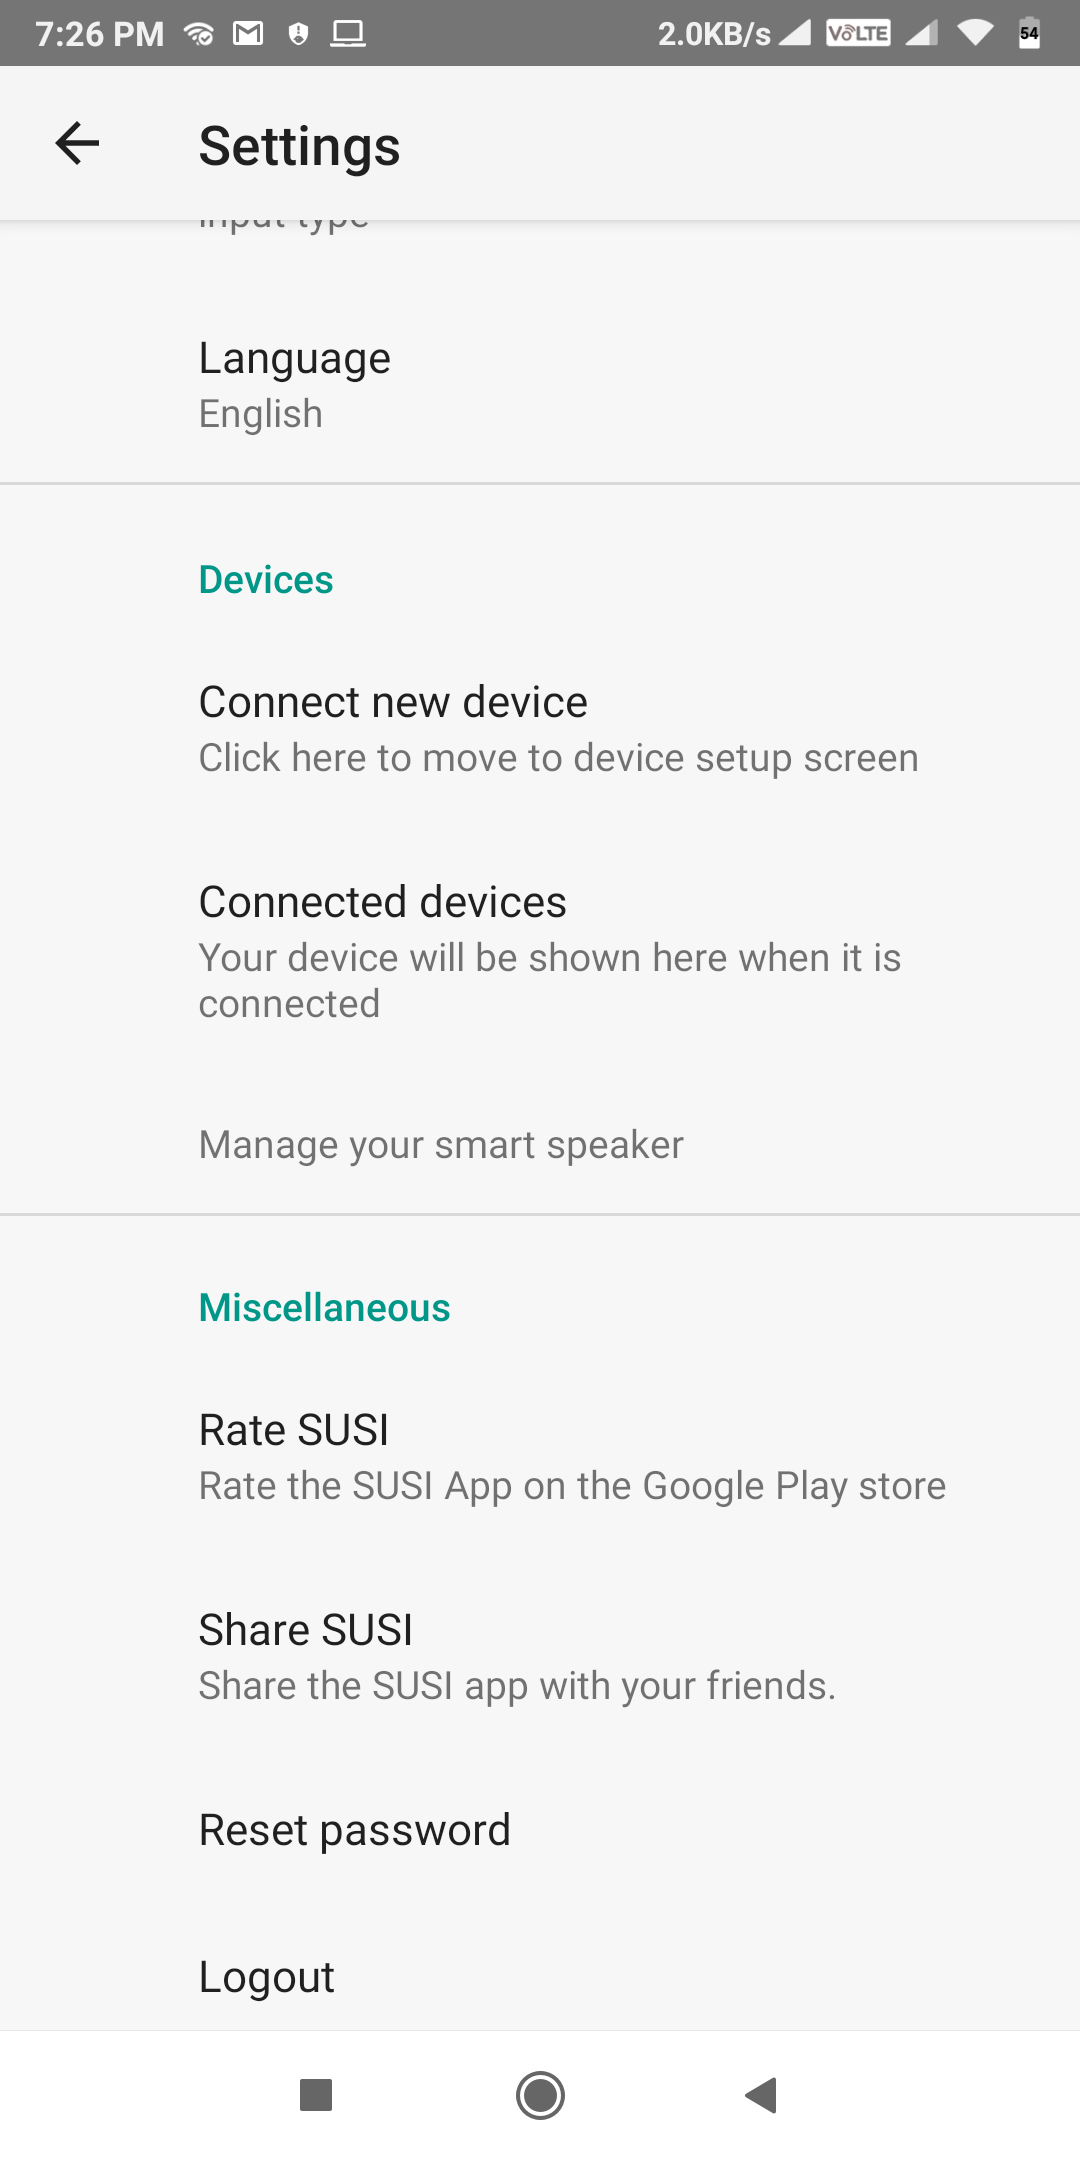 7:26 PM 2.0KB/s VoLTE 54
Settings
input type
Language
English
Devices
Connect new device
Click here to move to device setup screen
Connected devices
Your device will be shown here when it is
connected
Manage your smart speaker
Miscellaneous
Rate SUSI
Rate the SUSI App on the Google Play store
Share SUSI
Share the SUSI app with your friends.
Reset password
Logout